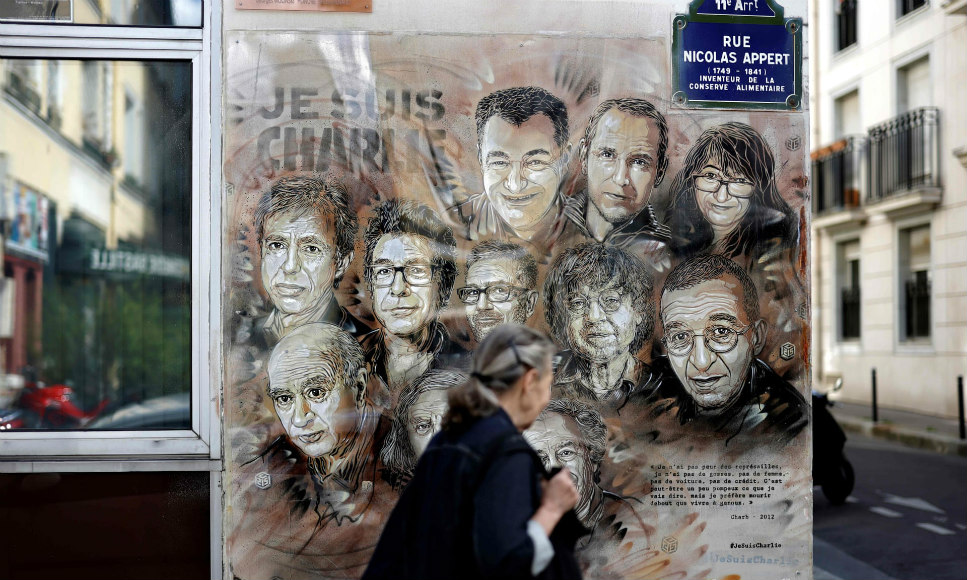 11e Arrt
RUE
NICOLAS APPERT
(1749 - 1841)
INVENTEUR DE LA
CONSERVE ALIMENTAIRE
JE SUIS
CHARLIE
« Je n'ai pas peur des représailles,
je n'ai pas de gosses, pas de femme,
pas de voiture, pas de crédit. C'est
peut-être un peu pompeux ce que je
vais dire, mais je préfère mourir
debout que vivre à genoux. »
Charb - 2012
#JeSuisCharlie
#JeSuisCharlie